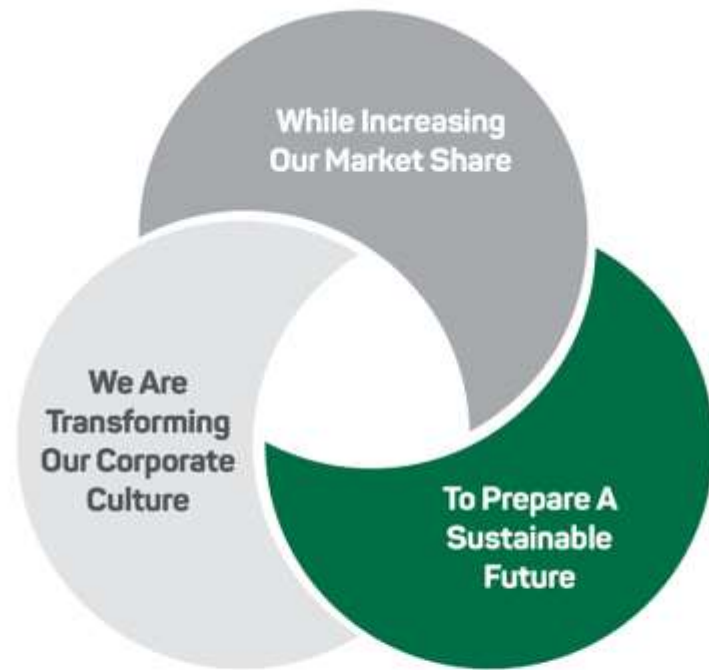 While Increasing
Our Market Share
We Are
Transforming
Our Corporate
Culture
To Prepare A
Sustainable
Future